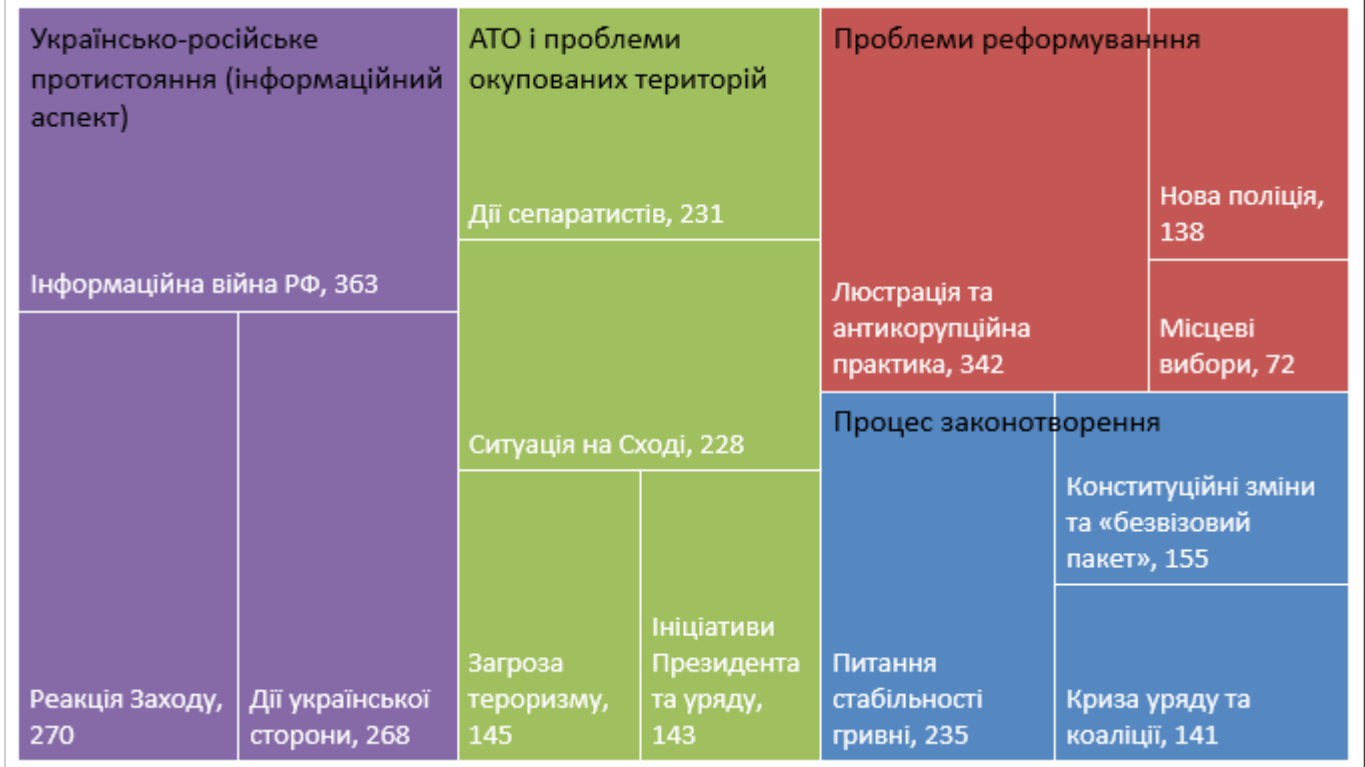 Українсько-російське
протистояння (інформаційний
аспект)
Інформаційна війна РФ, 363
Реакція Заходу,
270
Дії української
сторони, 268
АТО і проблеми
окупованих територій
Дії сепаратистів, 231
Ситуація на Сході, 228
Загроза
тероризму,
145
Ініціативи
Президента
та уряду,
143
Проблеми реформуванння
Люстрація та
антикорупційна
практика, 342
Нова поліція,
138
Місцеві
вибори, 72
Процес законотворення
Питання
стабільності
гривні, 235
Конституційні зміни
та «безвізовий
пакет», 155
Криза уряду та
коаліції, 141